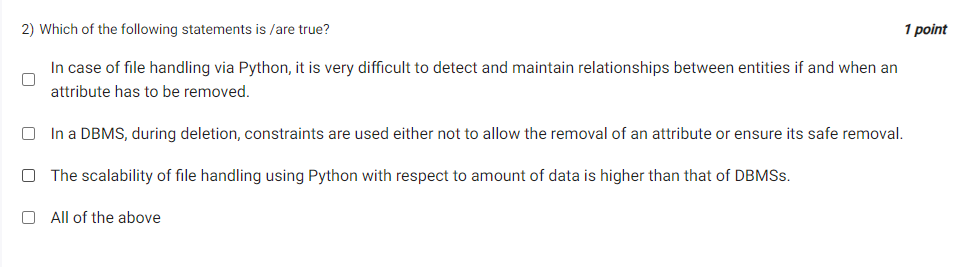 2) Which of the following statements is /are true?
1 point
In case of file handling via Python, it is very difficult to detect and maintain relationships between entities if and when an
attribute has to be removed.
In a DBMS, during deletion, constraints are used either not to allow the removal of an attribute or ensure its safe removal.
The scalability of file handling using Python with respect to amount of data is higher than that of DBMSs.
All of the above